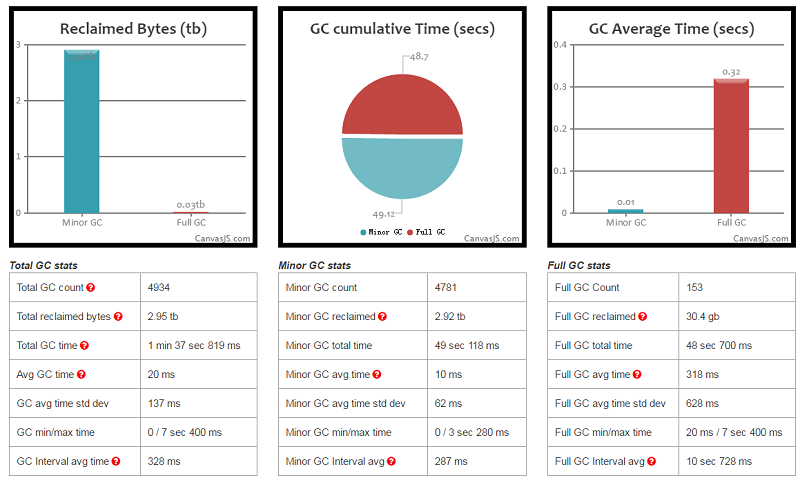 Reclaimed Bytes (tb)
3
2
1
0
0.03tb
Minor GC
Full GC
CanvasJS.com
GC cumulative Time (secs)
48.7
49.12
Minor GC
Full GC
CanvasJS.com
GC Average Time (secs)
0.4
0.3
0.2
0.1
0
0.01
0.32
Minor GC
Full GC
CanvasJS.com
Total GC stats
Total GC count ? 4934
Total reclaimed bytes ? 2.95 tb
Total GC time ? 1 min 37 sec 819 ms
Avg GC time ? 20 ms
GC avg time std dev 137 ms
GC min/max time 0 / 7 sec 400 ms
GC Interval avg time ? 328 ms
Minor GC stats
Minor GC count 4781
Minor GC reclaimed ? 2.92 tb
Minor GC total time 49 sec 118 ms
Minor GC avg time ? 10 ms
Minor GC avg time std dev 62 ms
Minor GC min/max time 0 / 3 sec 280 ms
Minor GC Interval avg ? 287 ms
Full GC stats
Full GC Count 153
Full GC reclaimed ? 30.4 gb
Full GC total time 48 sec 700 ms
Full GC avg time ? 318 ms
Full GC avg time std dev 628 ms
Full GC min/max time 20 ms / 7 sec 400 ms
Full GC Interval avg ? 10 sec 728 ms